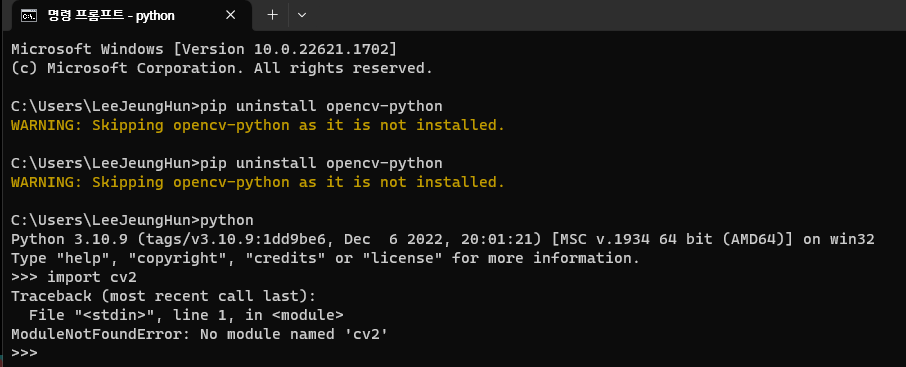 명령 프롬프트 - python
Microsoft Windows [Version 10.0.22621.1702]
(c) Microsoft Corporation. All rights reserved.
C:\Users\LeeJeungHun>pip uninstall opencv-python
WARNING: Skipping opencv-python as it is not installed.
C:\Users\LeeJeungHun>pip uninstall opencv-python
WARNING: Skipping opencv-python as it is not installed.
C:\Users\LeeJeungHun>python
Python 3.10.9 (tags/v3.10.9:1dd9be6, Dec  6 2022, 20:01:21) [MSC v.1934 64 bit (AMD64)] on win32
Type "help", "copyright", "credits" or "license" for more information.
>>> import cv2
Traceback (most recent call last):
  File "<stdin>", line 1, in <module>
ModuleNotFoundError: No module named 'cv2'
>>>